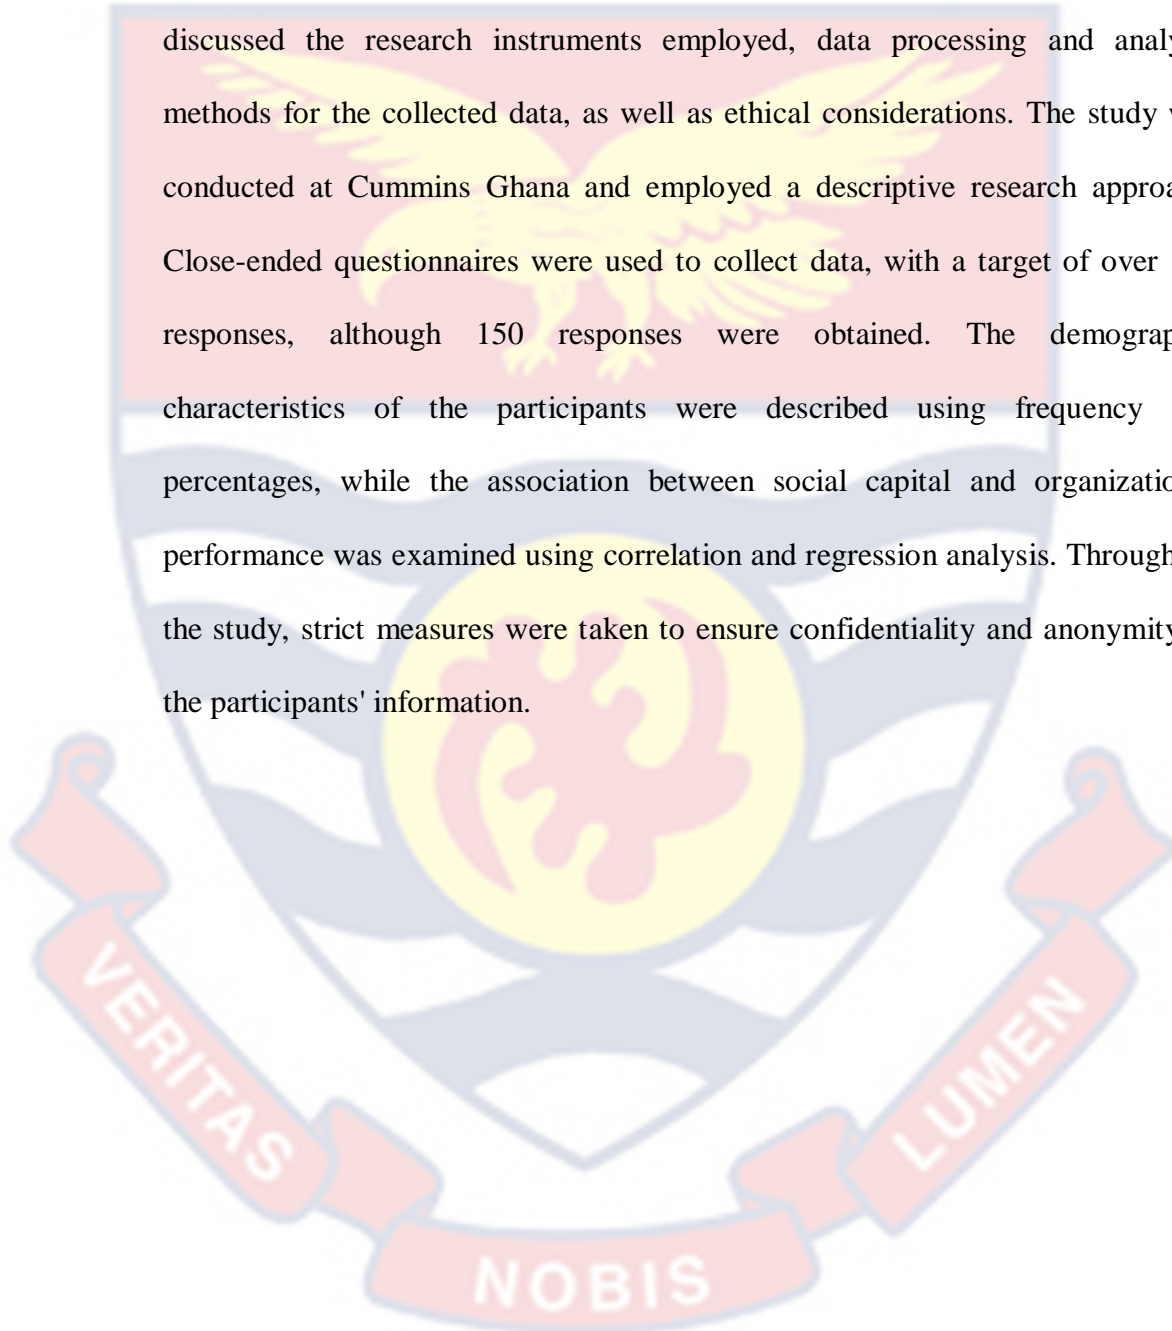 discussed the research instruments employed, data processing and analy
methods for the collected data, as well as ethical considerations. The study
conducted at Cummins Ghana and employed a descriptive research approa
Close-ended questionnaires were used to collect data, with a target of over
responses, although 150 responses were obtained. The demograp
characteristics of the participants were described using frequency
percentages, while the association between social capital and organizatio
performance was examined using correlation and regression analysis. Through
the study, strict measures were taken to ensure confidentiality and anonymity
the participants' information.
VERITAS
NOBIS
LUMEN